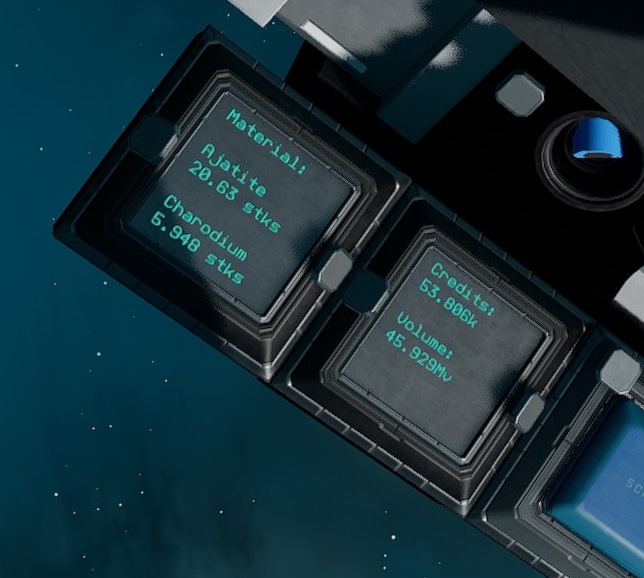 Material:
Ajatite
20.63 stks
Charodium
5.948 stks
Credits:
53.806k
Volume:
45.929Mv